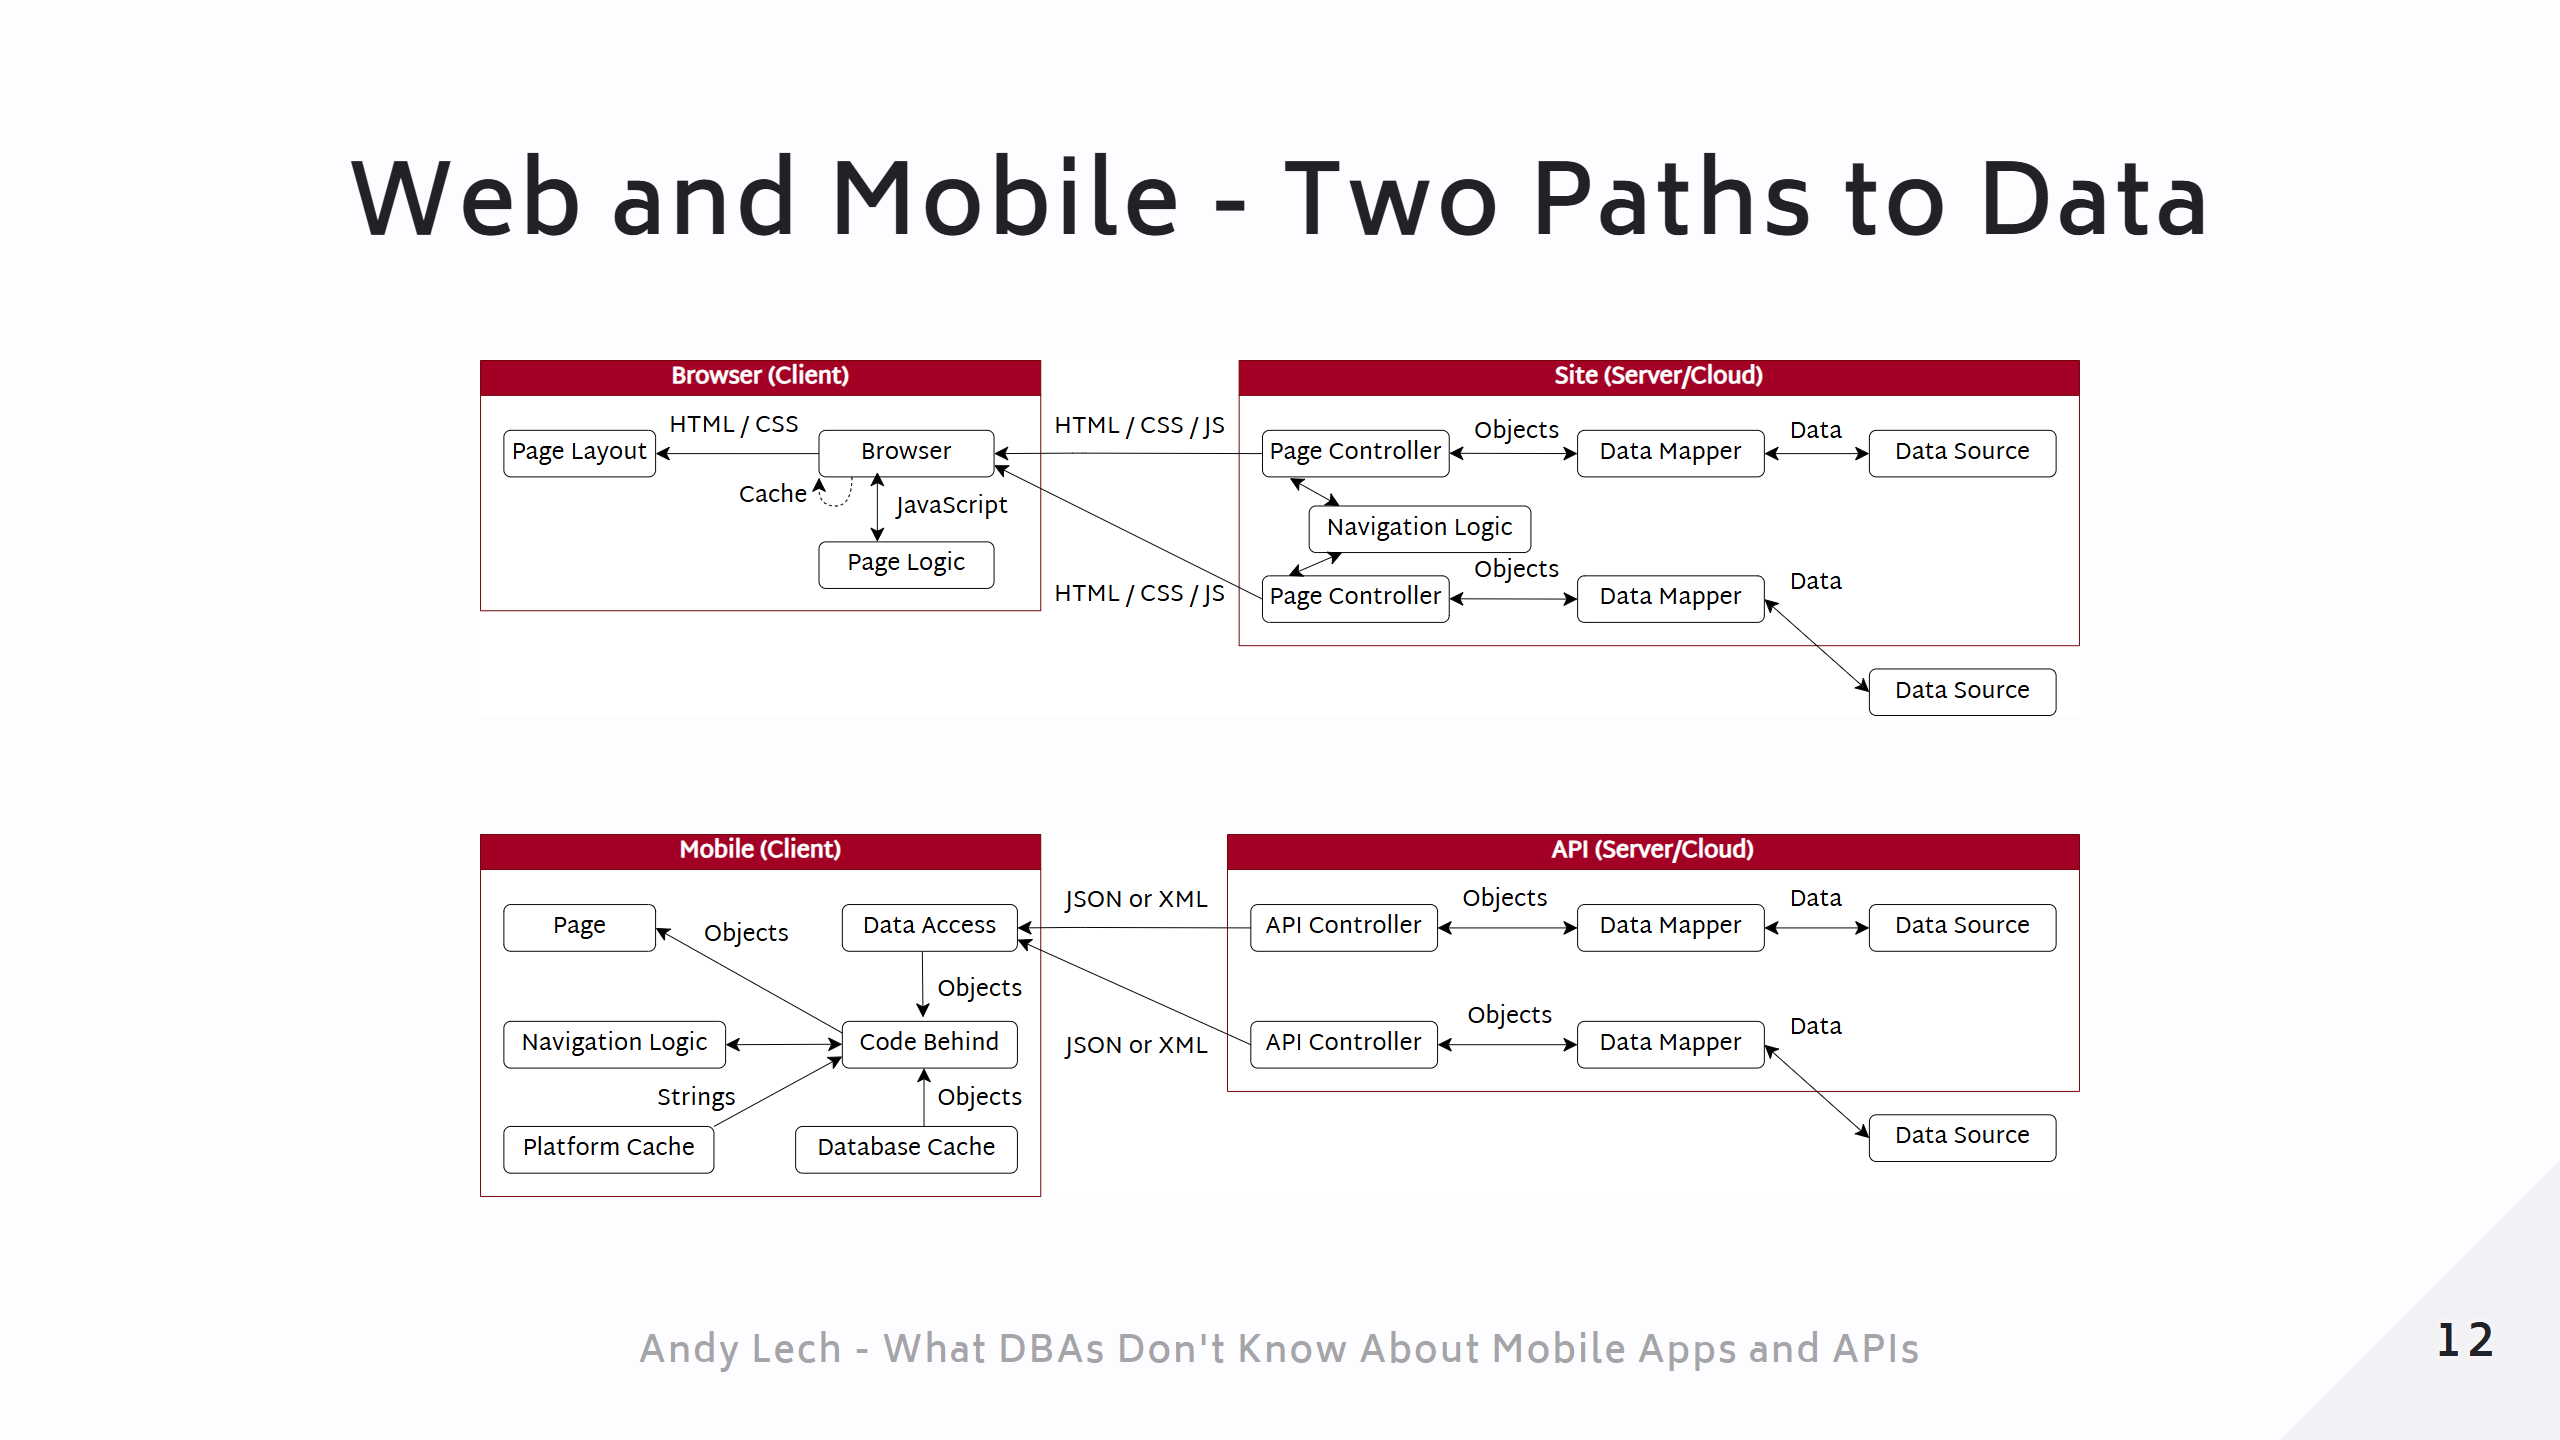 Web and Mobile - Two Paths to Data
Browser (Client)
HTML / CSS
Page Layout
Browser
Cache
JavaScript
Page Logic
HTML / CSS / JS
HTML / CSS / JS
Site (Server/Cloud)
Page Controller
Objects
Data Mapper
Data
Data Source
Navigation Logic
Page Controller
Objects
Data Mapper
Data
Data Source
Mobile (Client)
Page
Objects
Data Access
Objects
Navigation Logic
Code Behind
Strings
Objects
Platform Cache
Database Cache
JSON or XML
JSON or XML
API (Server/Cloud)
API Controller
Objects
Data Mapper
Data
Data Source
API Controller
Objects
Data Mapper
Data
Data Source
Andy Lech - What DBAs Don't Know About Mobile Apps and APIs
12